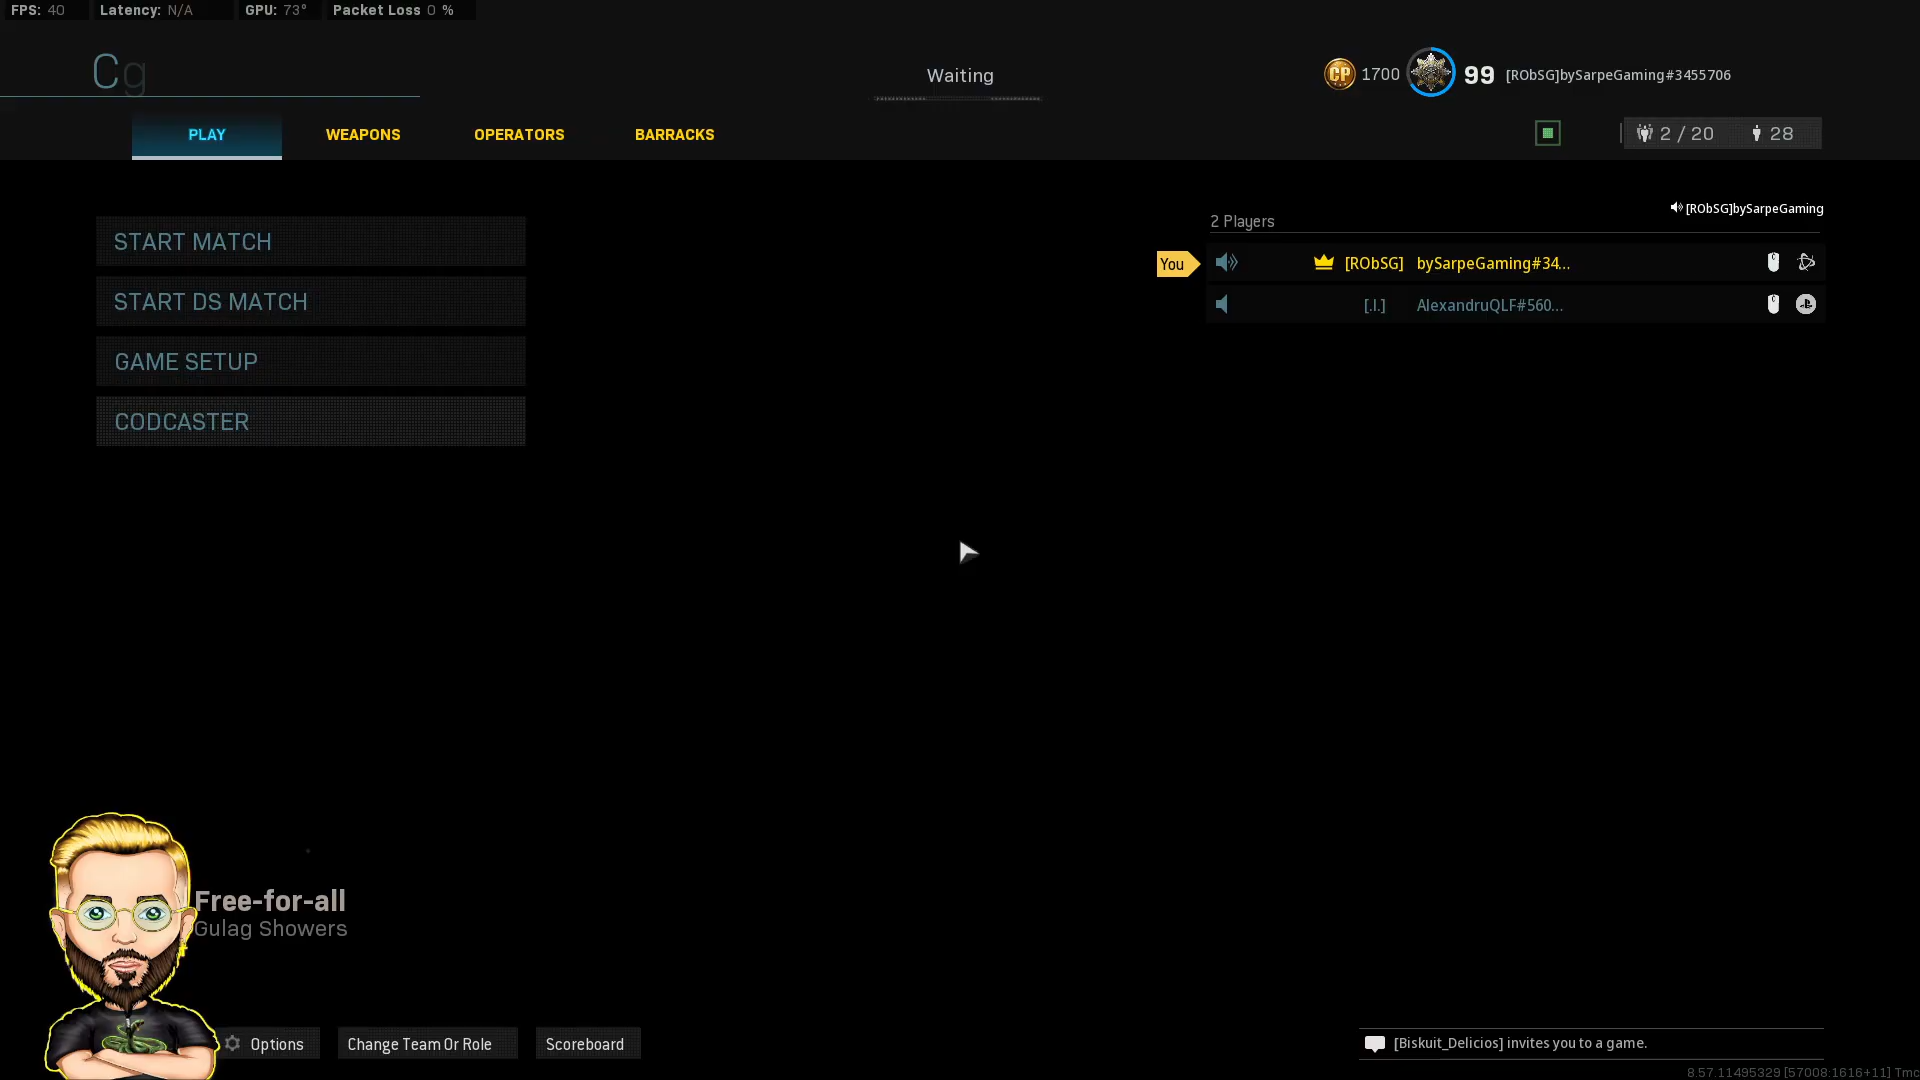 FPS: 40 Latency: N/A GPU: 73° Packet Loss 0 %
Cg
Waiting
CP 1700 99 [RObSG]bySarpeGaming#3455706
PLAY WEAPONS OPERATORS BARRACKS
2 / 20 28
[RObSG]bySarpeGaming
2 Players
You [RObSG] bySarpeGaming#34...
[.I.] AlexandruQLF#560...
START MATCH
START DS MATCH
GAME SETUP
CODCASTER
Free-for-all
Gulag Showers
Options Change Team Or Role Scoreboard
[Biskuit_Delicios] invites you to a game.
8.57.11495329 [57008:1616+11] Tmc